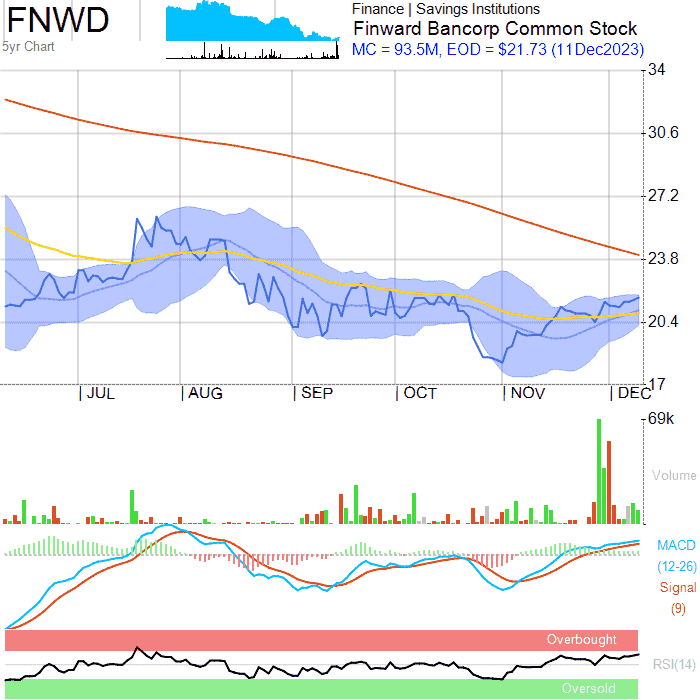 FNWD
5yr Chart
Finance | Savings Institutions
Finward Bancorp Common Stock
MC = 93.5M, EOD = $21.73 (11Dec2023)
34
30.6
27.2
23.8
20.4
17
| JUL | AUG | SEP | OCT | NOV | DEC
69k
Volume
MACD
(12-26)
Signal
(9)
Overbought
RSI(14)
Oversold